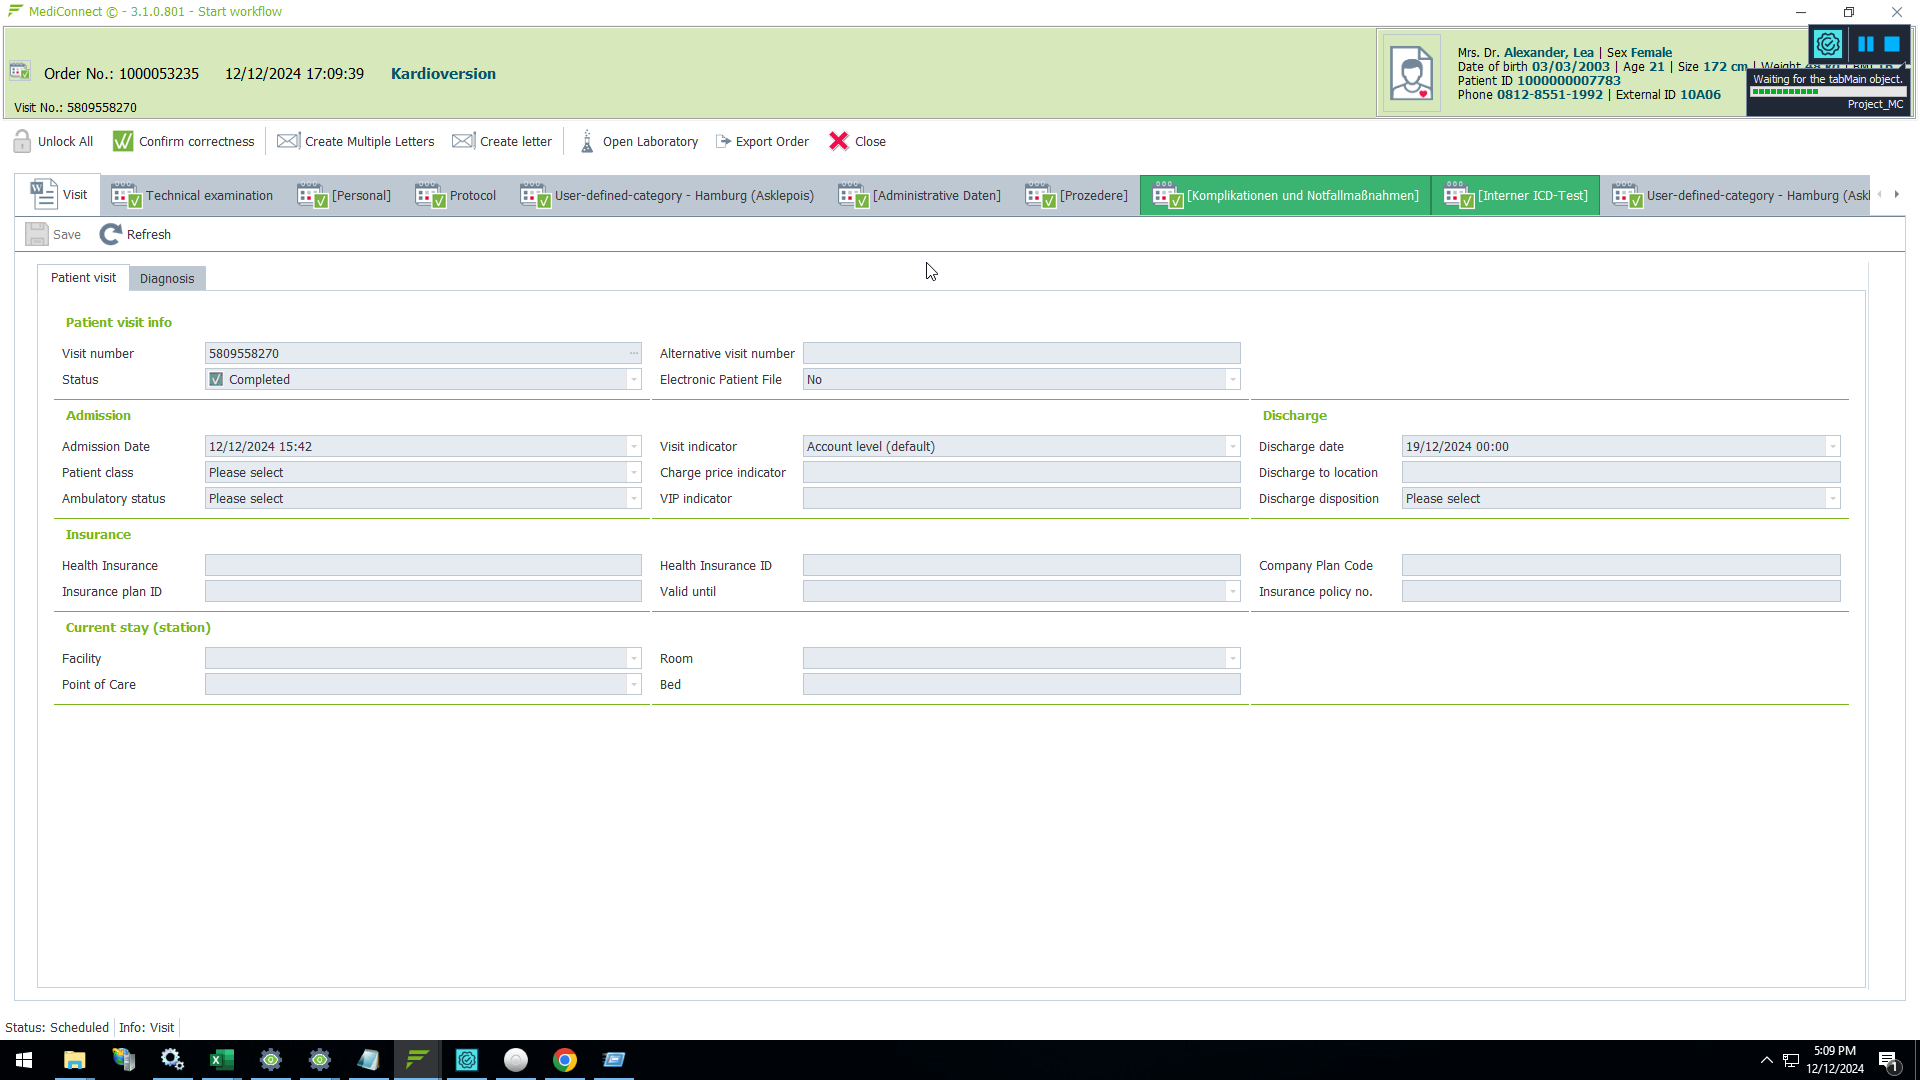 MediConnect © - 3.1.0.801 - Start workflow
Order No.: 1000053235 12/12/2024 17:09:39 Kardioversion
Visit No.: 5809558270
Mrs. Dr. Alexander, Lea | Sex Female
Date of birth 03/03/2003 | Age 21 | Size 172 cm | Weight
Patient ID 1000000007783
Phone 0812-8551-1992 | External ID 10A06
Waiting for the tabMain object.
Project_MC
Unlock All Confirm correctness Create Multiple Letters Create letter Open Laboratory Export Order Close
Visit Technical examination [Personal] Protocol User-defined-category - Hamburg (Asklepois) [Administrative Daten] [Prozedere] [Komplikationen und Notfallmaßnahmen] [Interner ICD-Test] User-defined-category - Hamburg (Askl
Save Refresh
Patient visit Diagnosis
Patient visit info
Visit number 5809558270 ... Alternative visit number
Status Completed Electronic Patient File No
Admission Discharge
Admission Date 12/12/2024 15:42 Visit indicator Account level (default) Discharge date 19/12/2024 00:00
Patient class Please select Charge price indicator Discharge to location
Ambulatory status Please select VIP indicator Discharge disposition Please select
Insurance
Health Insurance Health Insurance ID Company Plan Code
Insurance plan ID Valid until Insurance policy no.
Current stay (station)
Facility Room
Point of Care Bed
Status: Scheduled Info: Visit
5:09 PM
12/12/2024
1